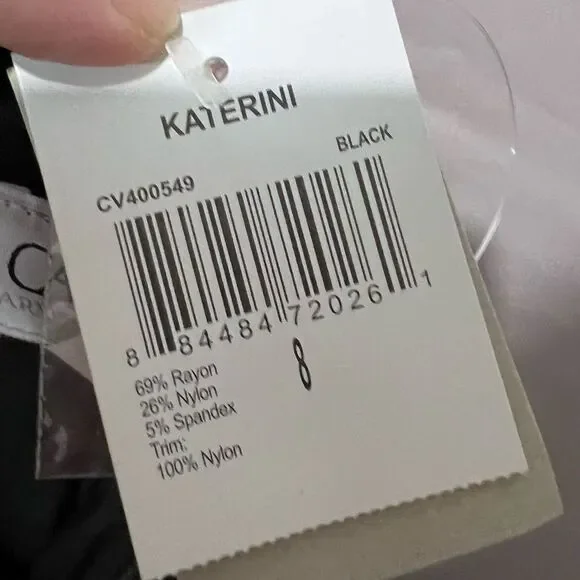 KATERINI
BLACK
CV400549
8 84484 72026 1
69% Rayon
26% Nylon
5% Spandex
Trim:
100% Nylon
8